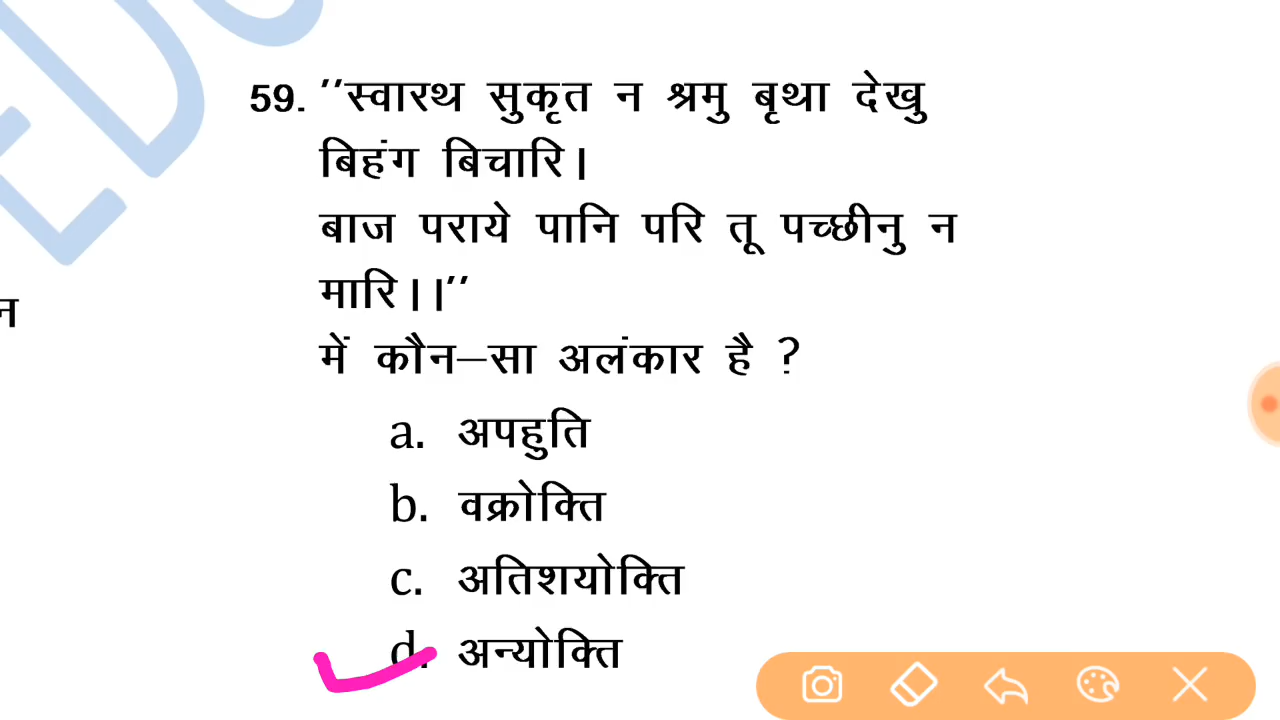 59. ’’स्वारथ सुकृत न श्रमु बृथा देखु
बिहंग बिचारि।
बाज पराये पानि परि तू पच्छीनु न
मारि।।’’
में कौन–सा अलंकार है ?
a. अपहुति
b. वक्रोक्ति
c. अतिशयोक्ति
d. अन्योक्ति
न